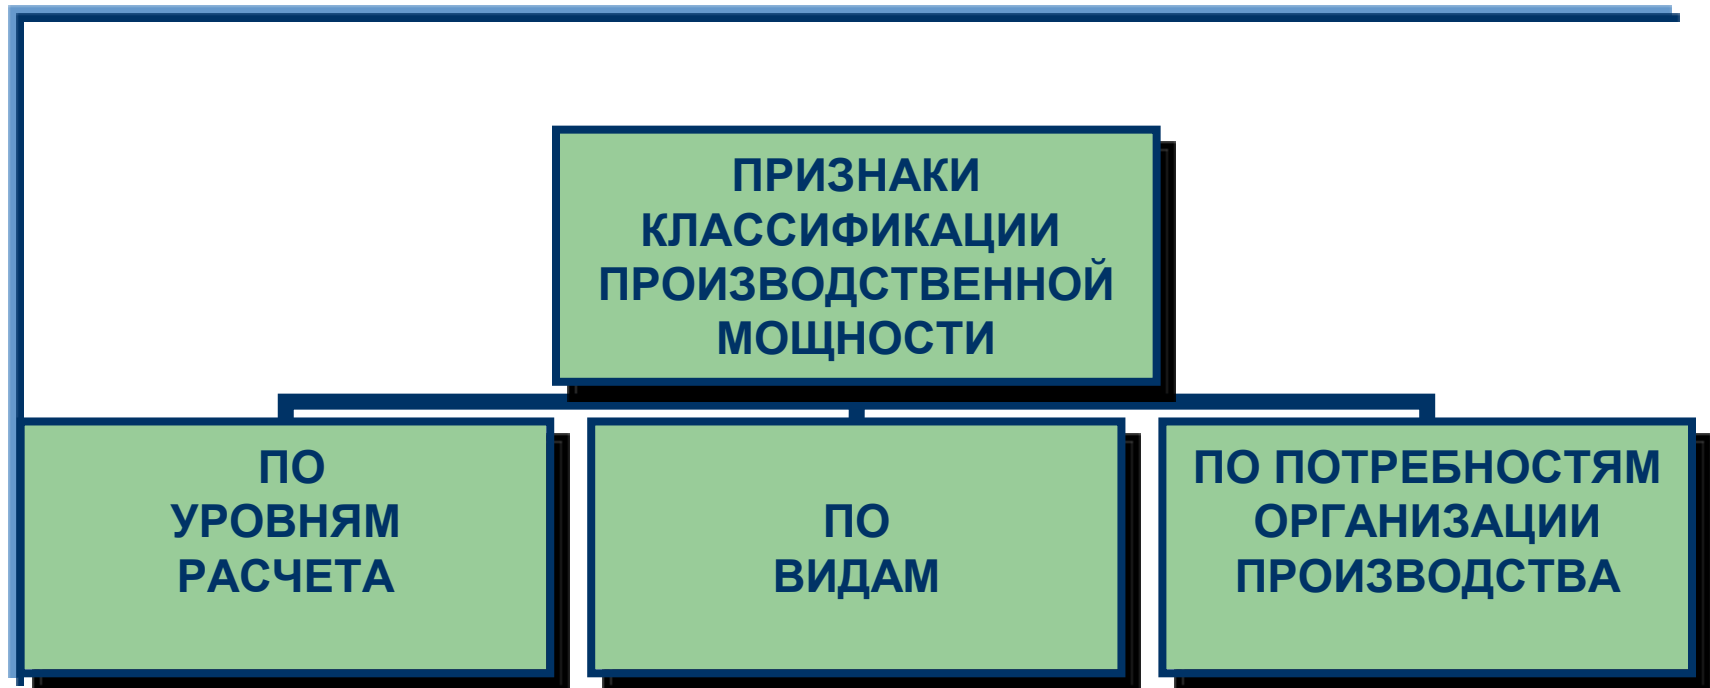 ПРИЗНАКИ
КЛАССИФИКАЦИИ
ПРОИЗВОДСТВЕННОЙ
МОЩНОСТИ
ПО
УРОВНЯМ
РАСЧЕТА
ПО
ВИДАМ
ПО ПОТРЕБНОСТЯМ
ОРГАНИЗАЦИИ
ПРОИЗВОДСТВА